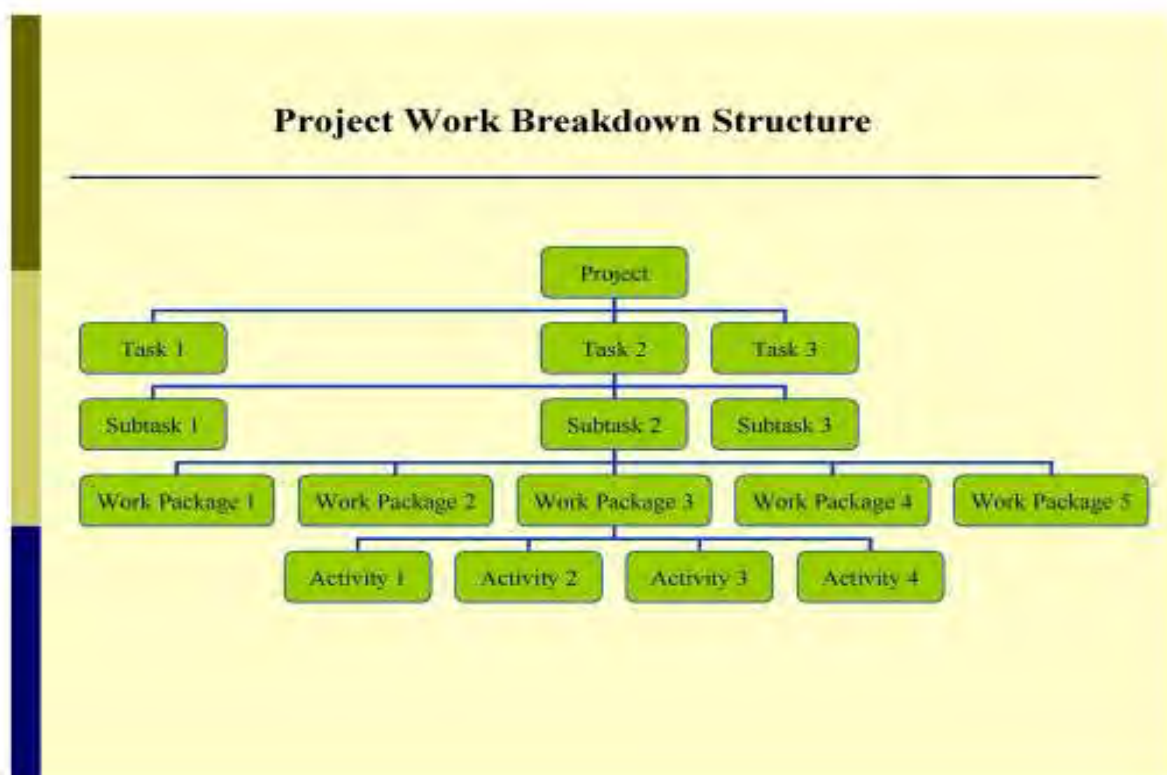 Project Work Breakdown Structure
Project
Task 1 Task 2 Task 3
Subtask 1 Subtask 2 Subtask 3
Work Package 1 Work Package 2 Work Package 3 Work Package 4 Work Package 5
Activity 1 Activity 2 Activity 3 Activity 4